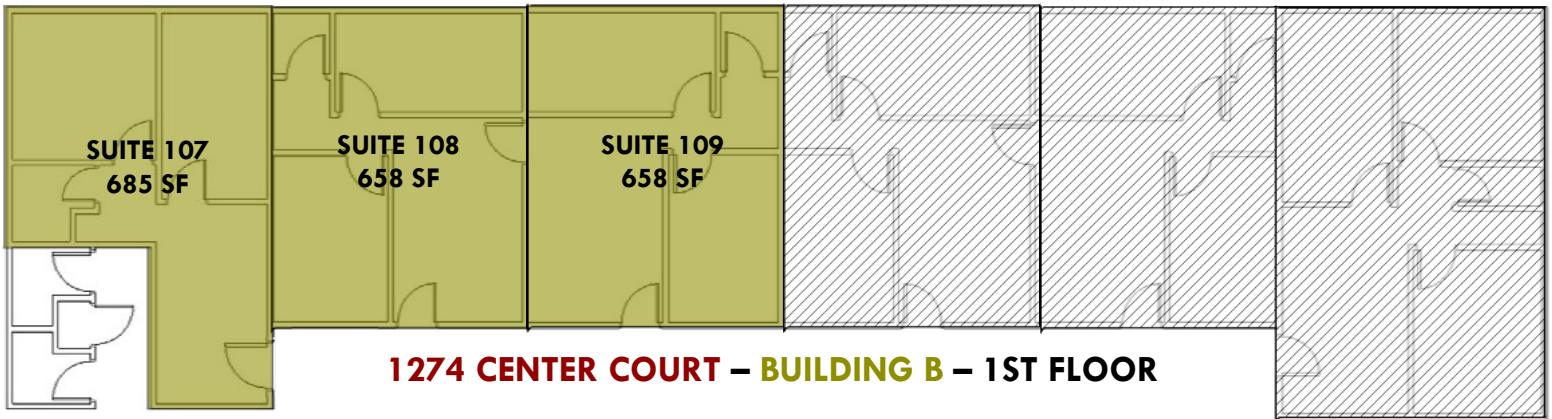 SUITE 107
685 SF
SUITE 108
658 SF
SUITE 109
658 SF
1274 CENTER COURT – BUILDING B – 1ST FLOOR